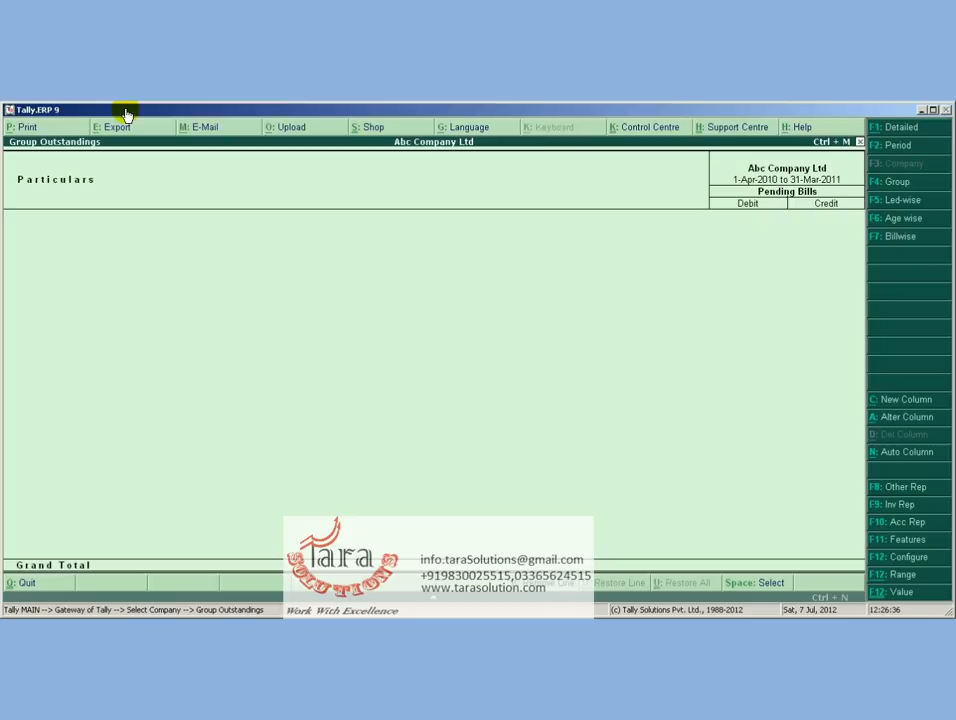 Tally.ERP 9
P: Print E: Export M: E-Mail O: Upload S: Shop G: Language K: Keyboard K: Control Centre H: Support Centre H: Help
Group Outstandings Abc Company Ltd Ctrl + M
Particulars
Abc Company Ltd
1-Apr-2010 to 31-Mar-2011
Pending Bills
Debit Credit
F1: Detailed
F2: Period
F3: Company
F4: Group
F5: Led-wise
F6: Age wise
F7: Billwise
C: New Column
A: Alter Column
D: Del Column
N: Auto Column
F8: Other Rep
F9: Inv Rep
F10: Acc Rep
F11: Features
F12: Configure
F12: Range
F12: Value
Grand Total
Q: Quit Remove Line Restore Line U: Restore All Space: Select
Ctrl + N
Tara
SOLUTIONS
Work With Excellence
info.taraSolutions@gmail.com
+919830025515,03365624515
www.tarasolution.com
Tally MAIN --> Gateway of Tally --> Select Company --> Group Outstandings (c) Tally Solutions Pvt. Ltd., 1988-2012 Sat, 7 Jul, 2012 12:26:36